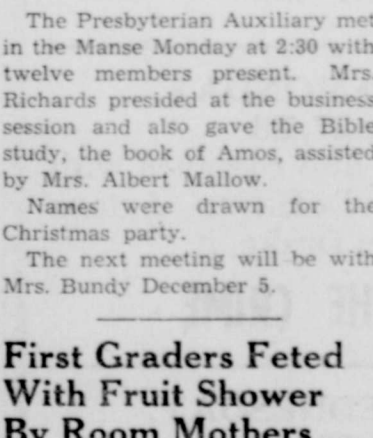 The Presbyterian Auxiliary met
in the Manse Monday at 2:30 with
twelve members present. Mrs.
Richards presided at the business
session and also gave the Bible
study, the book of Amos, assisted
by Mrs. Albert Mallow.
Names were drawn for the
Christmas party.
The next meeting will be with
Mrs. Bundy December 5.
First Graders Feted
With Fruit Shower
By Room Mothers